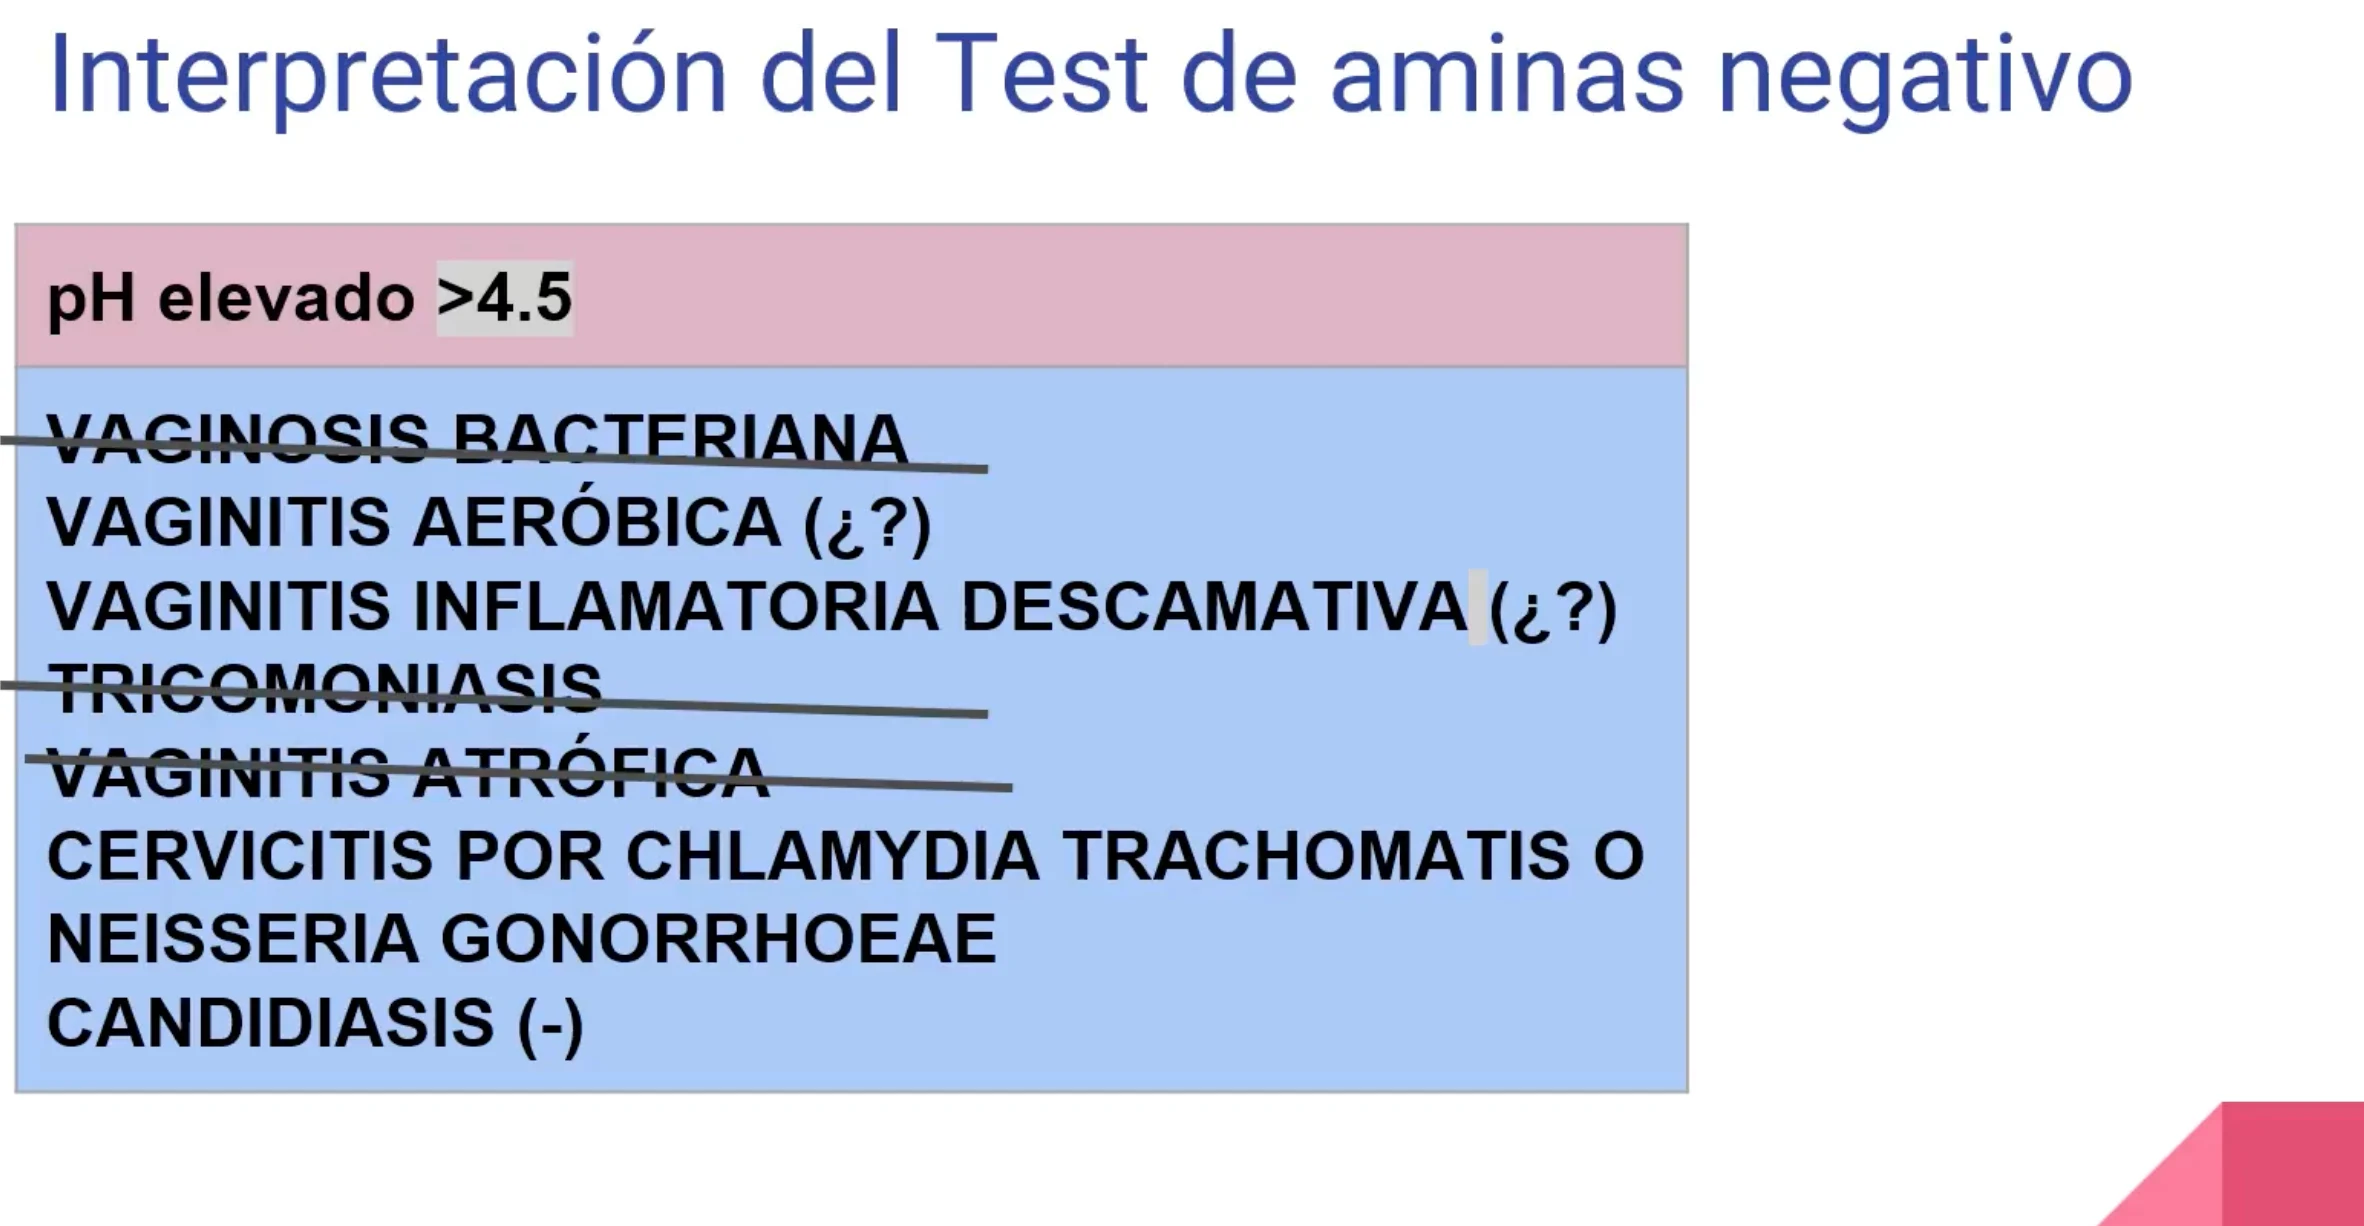 Interpretación del Test de aminas negativo
pH elevado >4.5
VAGINOSIS BACTERIANA
VAGINITIS AERÓBICA (¿?)
VAGINITIS INFLAMATORIA DESCAMATIVA (¿?)
TRICOMONIASIS
VAGINITIS ATRÓFICA
CERVICITIS POR CHLAMYDIA TRACHOMATIS O
NEISSERIA GONORRHOEAE
CANDIDIASIS (-)